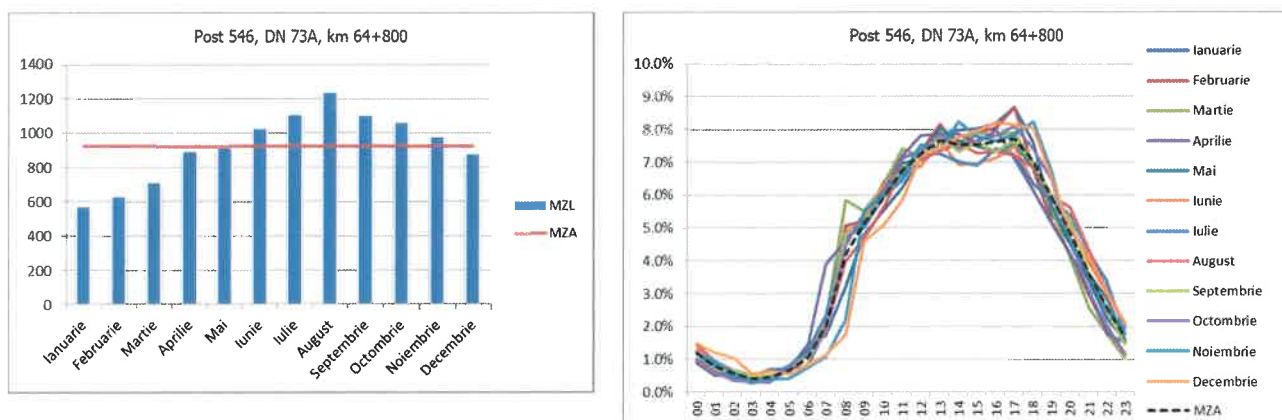 Post 546, DN 73A, km 64+800
1400
1200
1000
800
600
400
200
0
Ianuarie
Februarie
Martie
Aprilie
Mai
Iunie
Iulie
August
Septembrie
Octombrie
Noiembrie
Decembrie
MZL
MZA
Post 546, DN 73A, km 64+800
10.0%
9.0%
8.0%
7.0%
6.0%
5.0%
4.0%
3.0%
2.0%
1.0%
0.0%
00 01 02 03 04 05 06 07 08 09 10 11 12 13 14 15 16 17 18 19 20 21 22 23
Ianuarie
Februarie
Martie
Aprilie
Mai
Iunie
Iulie
August
Septembrie
Octombrie
Noiembrie
Decembrie
MZA